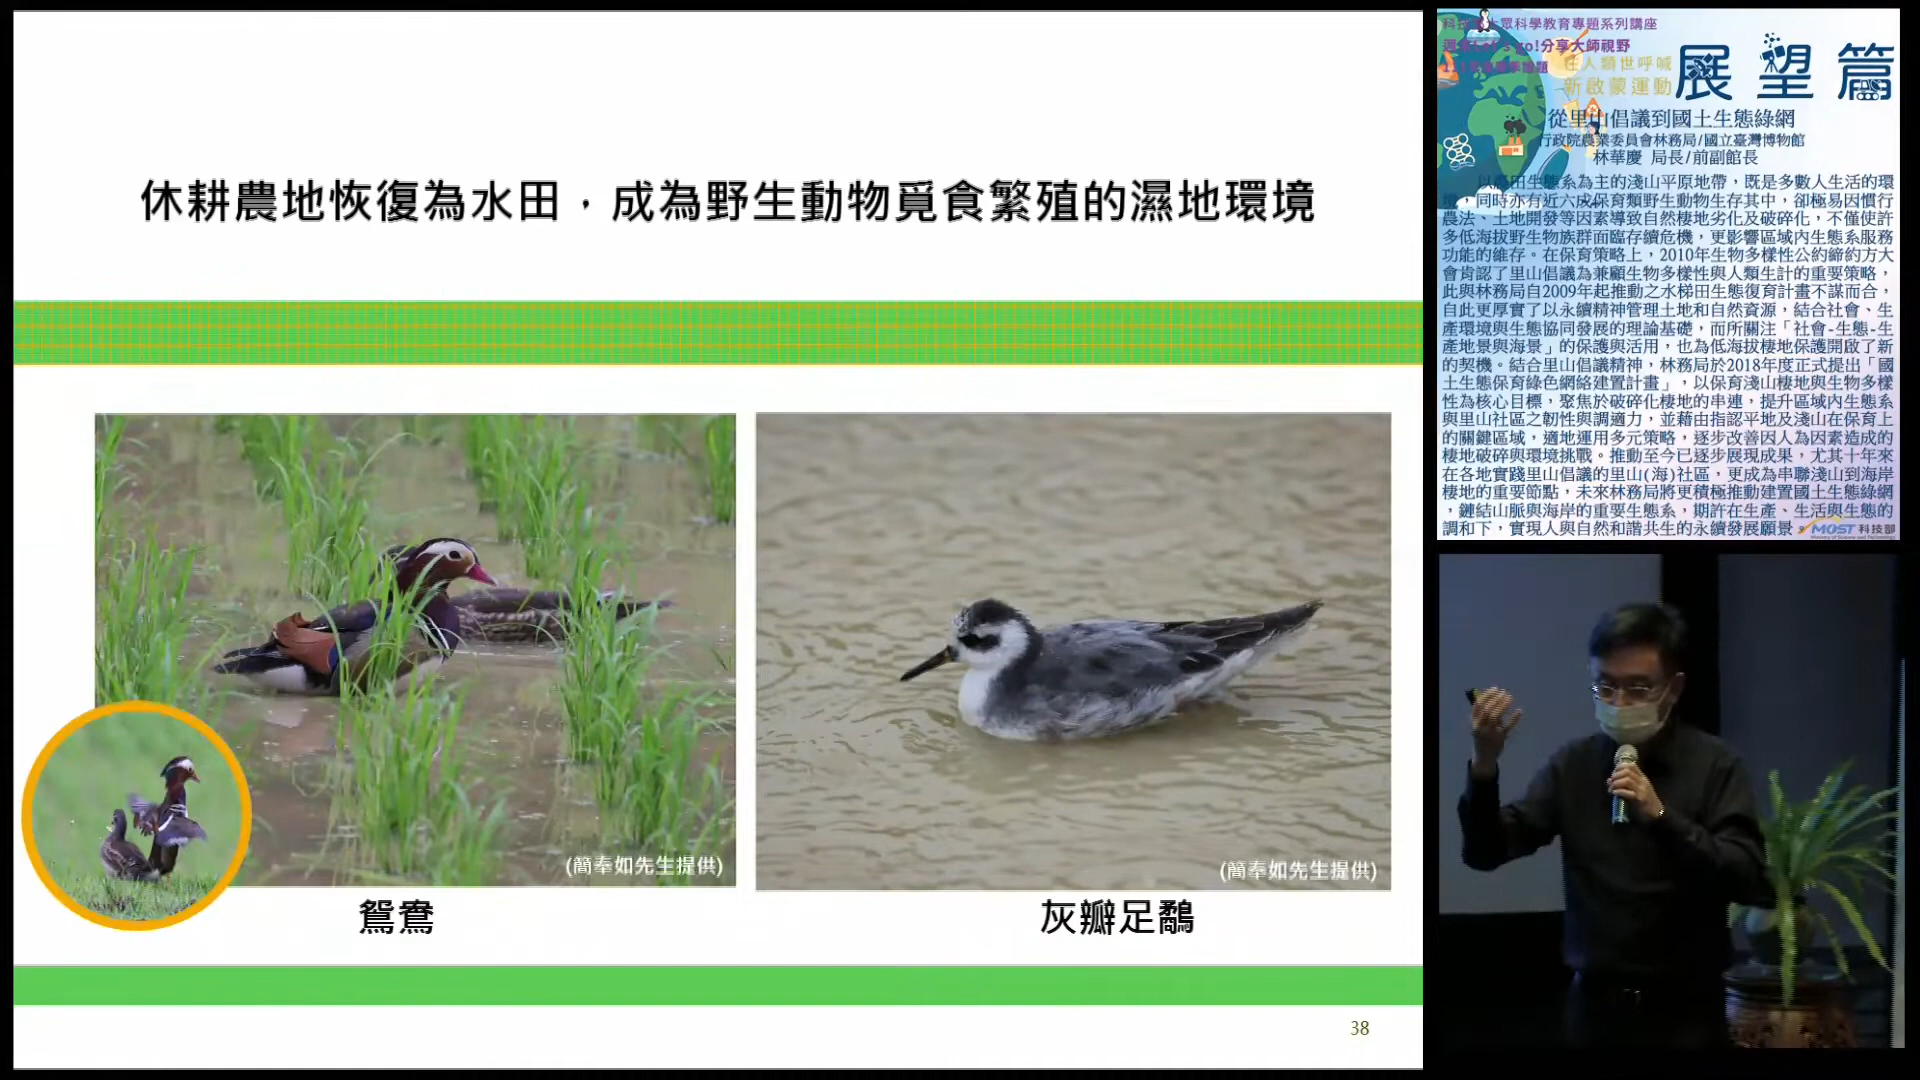 休耕農地恢復為水田，成為野生動物覓食繁殖的濕地環境
(簡奉如先生提供)
(簡奉如先生提供)
鴛鴦
灰瓣足鷸
38
眾科學教育專題系列講座
分享大師視野
在人類世呼喊
新啟蒙運動
展望篇
從里山倡議到國土生態綠網
行政院農業委員會林務局/國立臺灣博物館
林華慶 局長/前副館長
以農田生態系為主的淺山平原地帶，既是多數人生活的環
境，同時亦有近六成保育類野生動物生存其中，卻極易因慣行
農法、土地開發等因素導致自然棲地劣化及破碎化，不僅使許
多低海拔野生物族群面臨存續危機，更影響區域內生態系服務
功能的維存。在保育策略上，2010年生物多樣性公約締約方大
會肯認了里山倡議為兼顧生物多樣性與人類生計的重要策略，
此與林務局自2009年起推動之水梯田生態復育計畫不謀而合，
自此更厚實了以永續精神管理土地和自然資源，結合社會、生
產環境與生態協同發展的理論基礎，而所關注「社會-生態-生
產地景與海景」的保護與活用，也為低海拔棲地保護開啟了新
的契機。結合里山倡議精神，林務局於2018年度正式提出「國
土生態保育綠色網絡建置計畫」，以保育淺山棲地與生物多樣
性為核心目標，聚焦於破碎化棲地的串連，提升區域內生態系
與里山社區之韌性與調適力，並藉由指認平地及淺山在保育上
的關鍵區域，適地運用多元策略，逐步改善因人為因素造成的
棲地破碎與環境挑戰。推動至今已逐步展現成果，尤其十年來
在各地實踐里山倡議的里山(海)社區，更成為串聯淺山到海岸
棲地的重要節點，未來林務局將更積極推動建置國土生態綠網
，鏈結山脈與海岸的重要生態系，期許在生產、生活與生態的
調和下，實現人與自然和諧共生的永續發展願景。
MOST 科技部